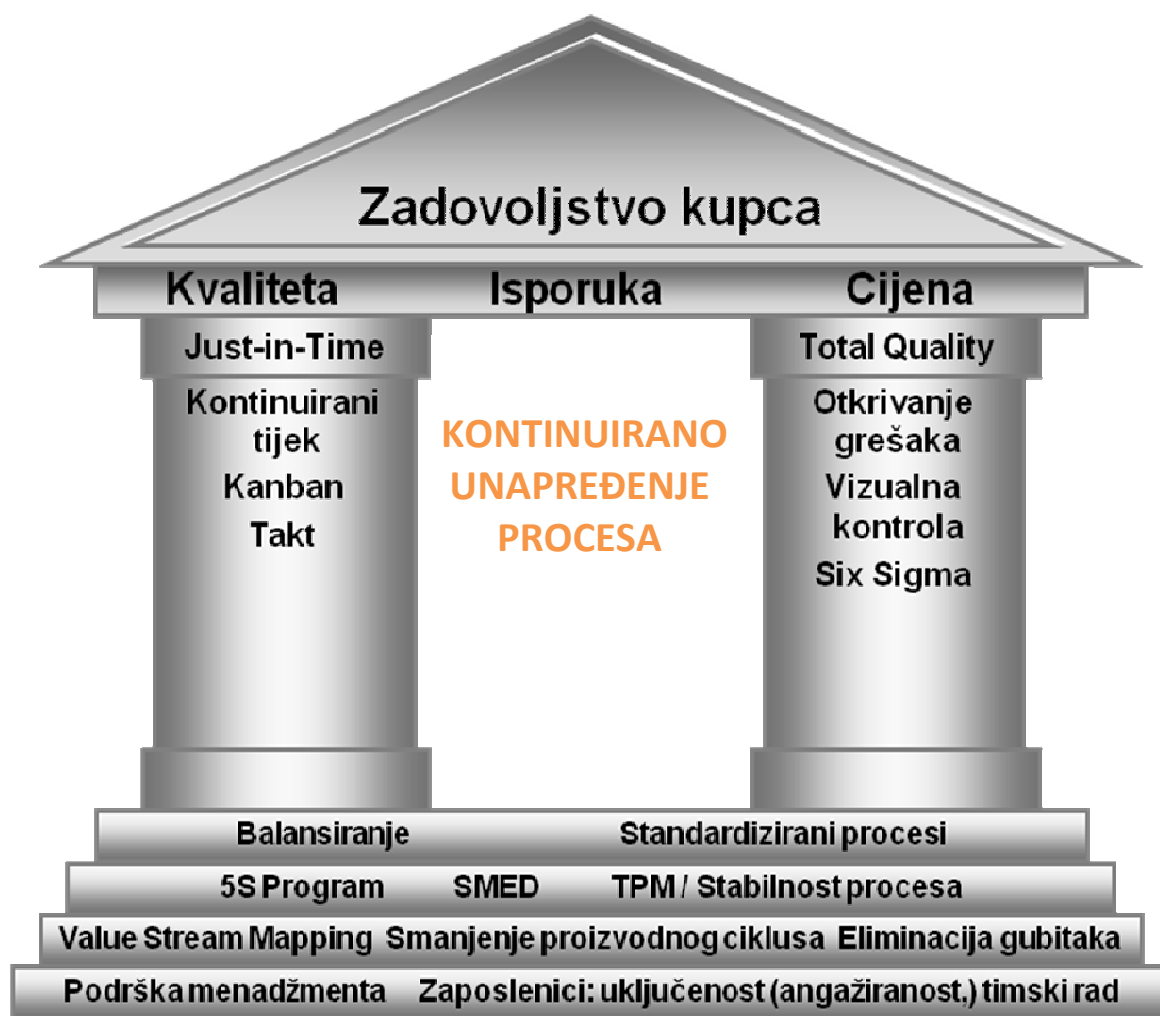 Zadovoljstvo kupca
Kvaliteta Isporuka Cijena
Just-in-Time
Kontinuirani
tijek
Kanban
Takt
KONTINUIRANO
UNAPREĐENJE
PROCESA
Total Quality
Otkrivanje
grešaka
Vizualna
kontrola
Six Sigma
Balansiranje Standardizirani procesi
5S Program SMED TPM / Stabilnost procesa
Value Stream Mapping Smanjenje proizvodnog ciklusa Eliminacija gubitaka
Podrška menadžmenta Zaposlenici: uključenost (angažiranost,) timski rad